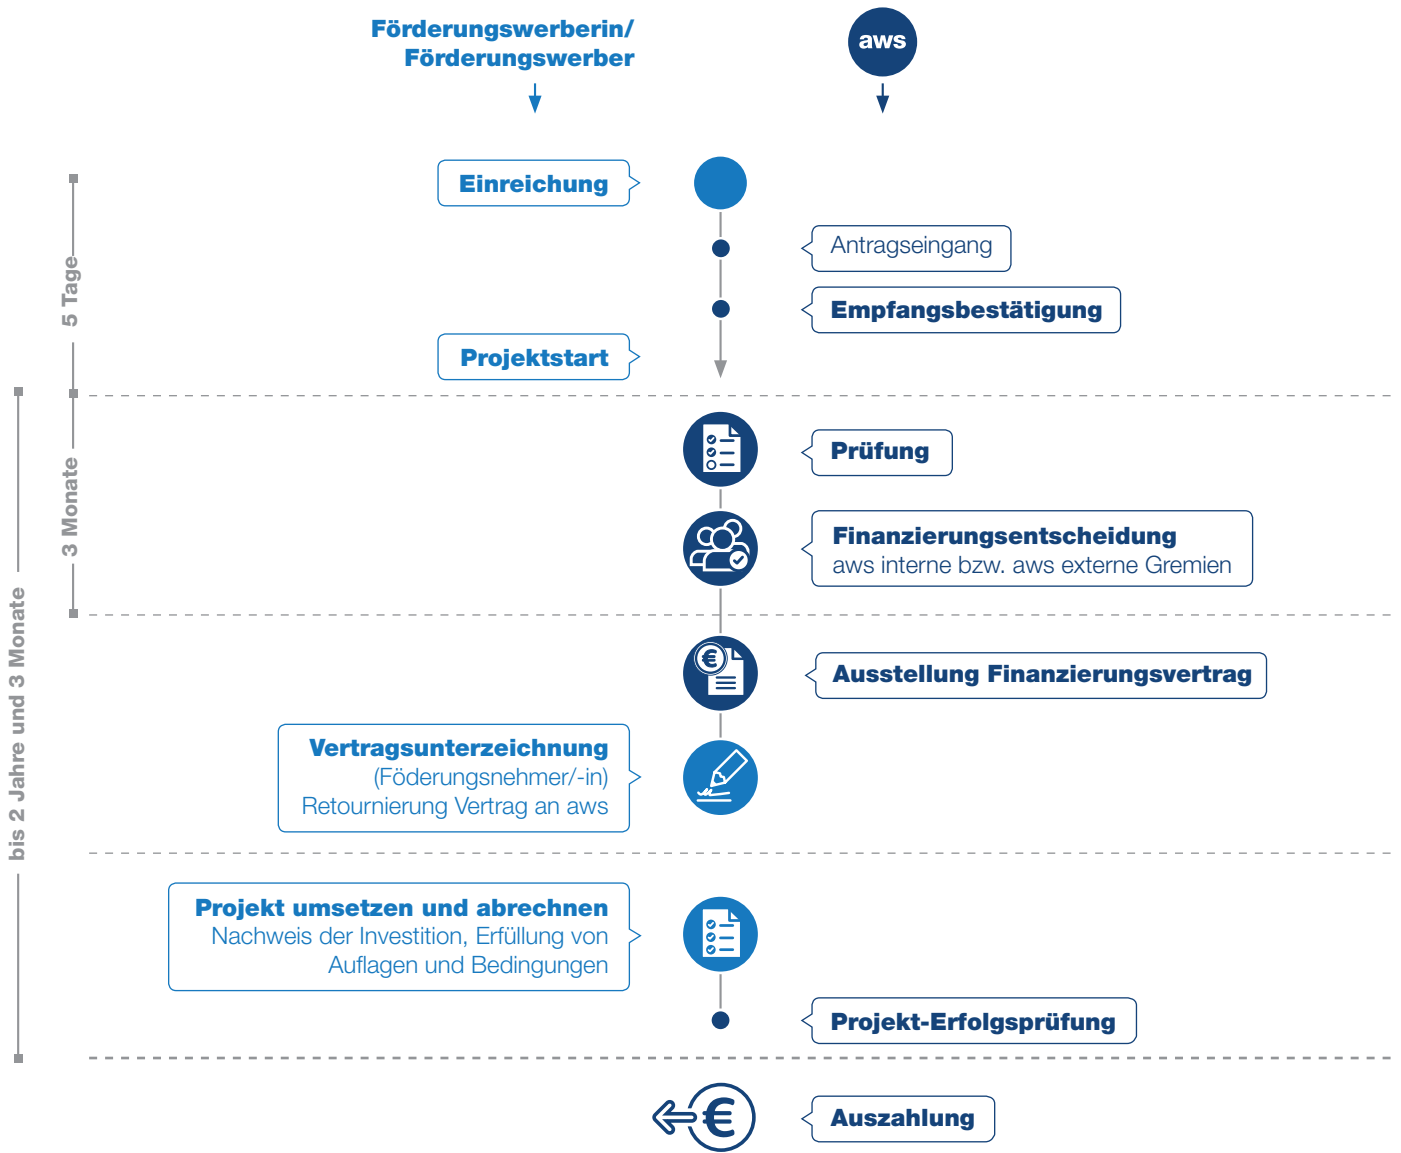 Förderungswerberin/
Förderungswerber
aws
Einreichung
Antragseingang
Empfangsbestätigung
Projektstart
5 Tage
Prüfung
Finanzierungsentscheidung
aws interne bzw. aws externe Gremien
3 Monate
Ausstellung Finanzierungsvertrag
Vertragsunterzeichnung
(Föderungsnehmer/-in)
Retournierung Vertrag an aws
bis 2 Jahre und 3 Monate
Projekt umsetzen und abrechnen
Nachweis der Investition, Erfüllung von
Auflagen und Bedingungen
Projekt-Erfolgsprüfung
€
Auszahlung